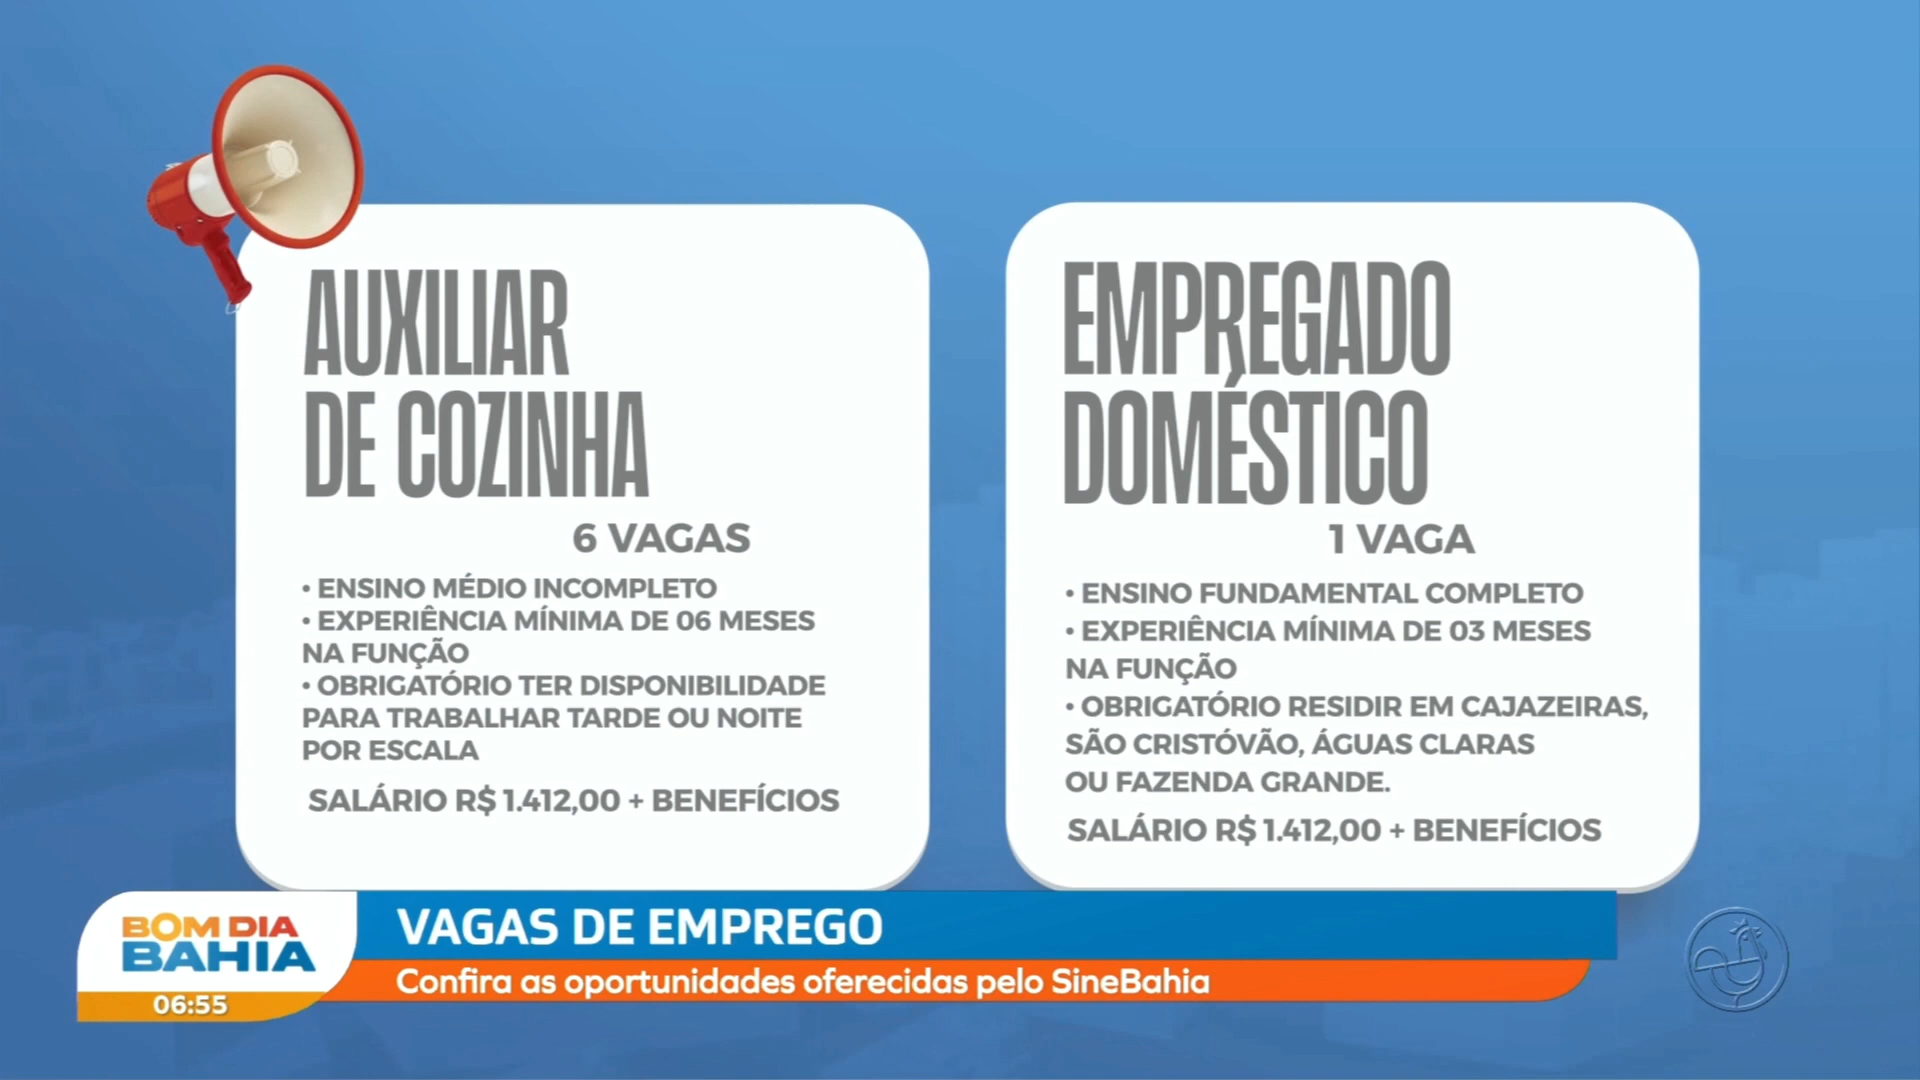 AUXILIAR
DE COZINHA
6 VAGAS
• ENSINO MÉDIO INCOMPLETO
• EXPERIÊNCIA MÍNIMA DE 06 MESES
NA FUNÇÃO
• OBRIGATÓRIO TER DISPONIBILIDADE
PARA TRABALHAR TARDE OU NOITE
POR ESCALA
SALÁRIO R$ 1.412,00 + BENEFÍCIOS
EMPREGADO
DOMÉSTICO
1 VAGA
• ENSINO FUNDAMENTAL COMPLETO
• EXPERIÊNCIA MÍNIMA DE 03 MESES
NA FUNÇÃO
• OBRIGATÓRIO RESIDIR EM CAJAZEIRAS,
SÃO CRISTÓVÃO, ÁGUAS CLARAS
OU FAZENDA GRANDE.
SALÁRIO R$ 1.412,00 + BENEFÍCIOS
BOM DIA
BAHIA
06:55
VAGAS DE EMPREGO
Confira as oportunidades oferecidas pelo SineBahia